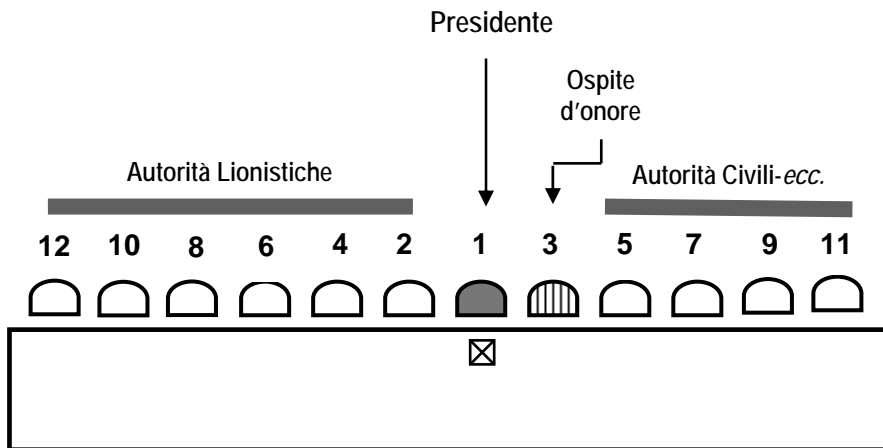 Presidente
Ospite
d'onore
Autorità Lionistiche
Autorità Civili-ecc.
12 10 8 6 4 2 1 3 5 7 9 11